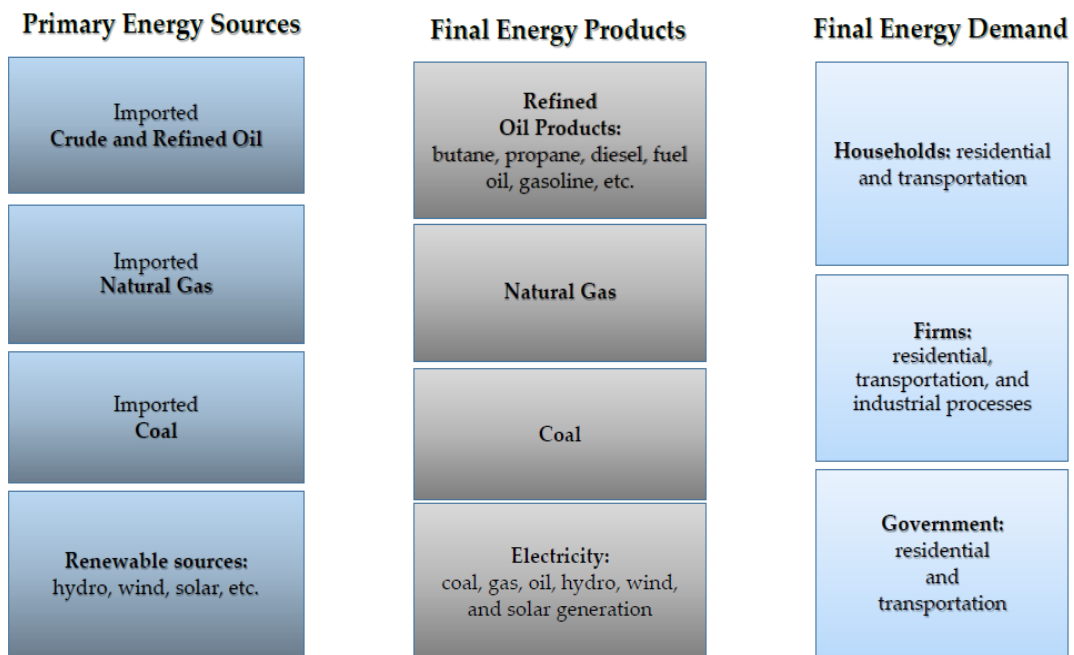 Primary Energy Sources
Imported
Crude and Refined Oil
Imported
Natural Gas
Imported
Coal
Renewable sources:
hydro, wind, solar, etc.
Final Energy Products
Refined
Oil Products:
butane, propane, diesel, fuel
oil, gasoline, etc.
Natural Gas
Coal
Electricity:
coal, gas, oil, hydro, wind,
and solar generation
Final Energy Demand
Households: residential
and transportation
Firms:
residential,
transportation, and
industrial processes
Government:
residential
and
transportation